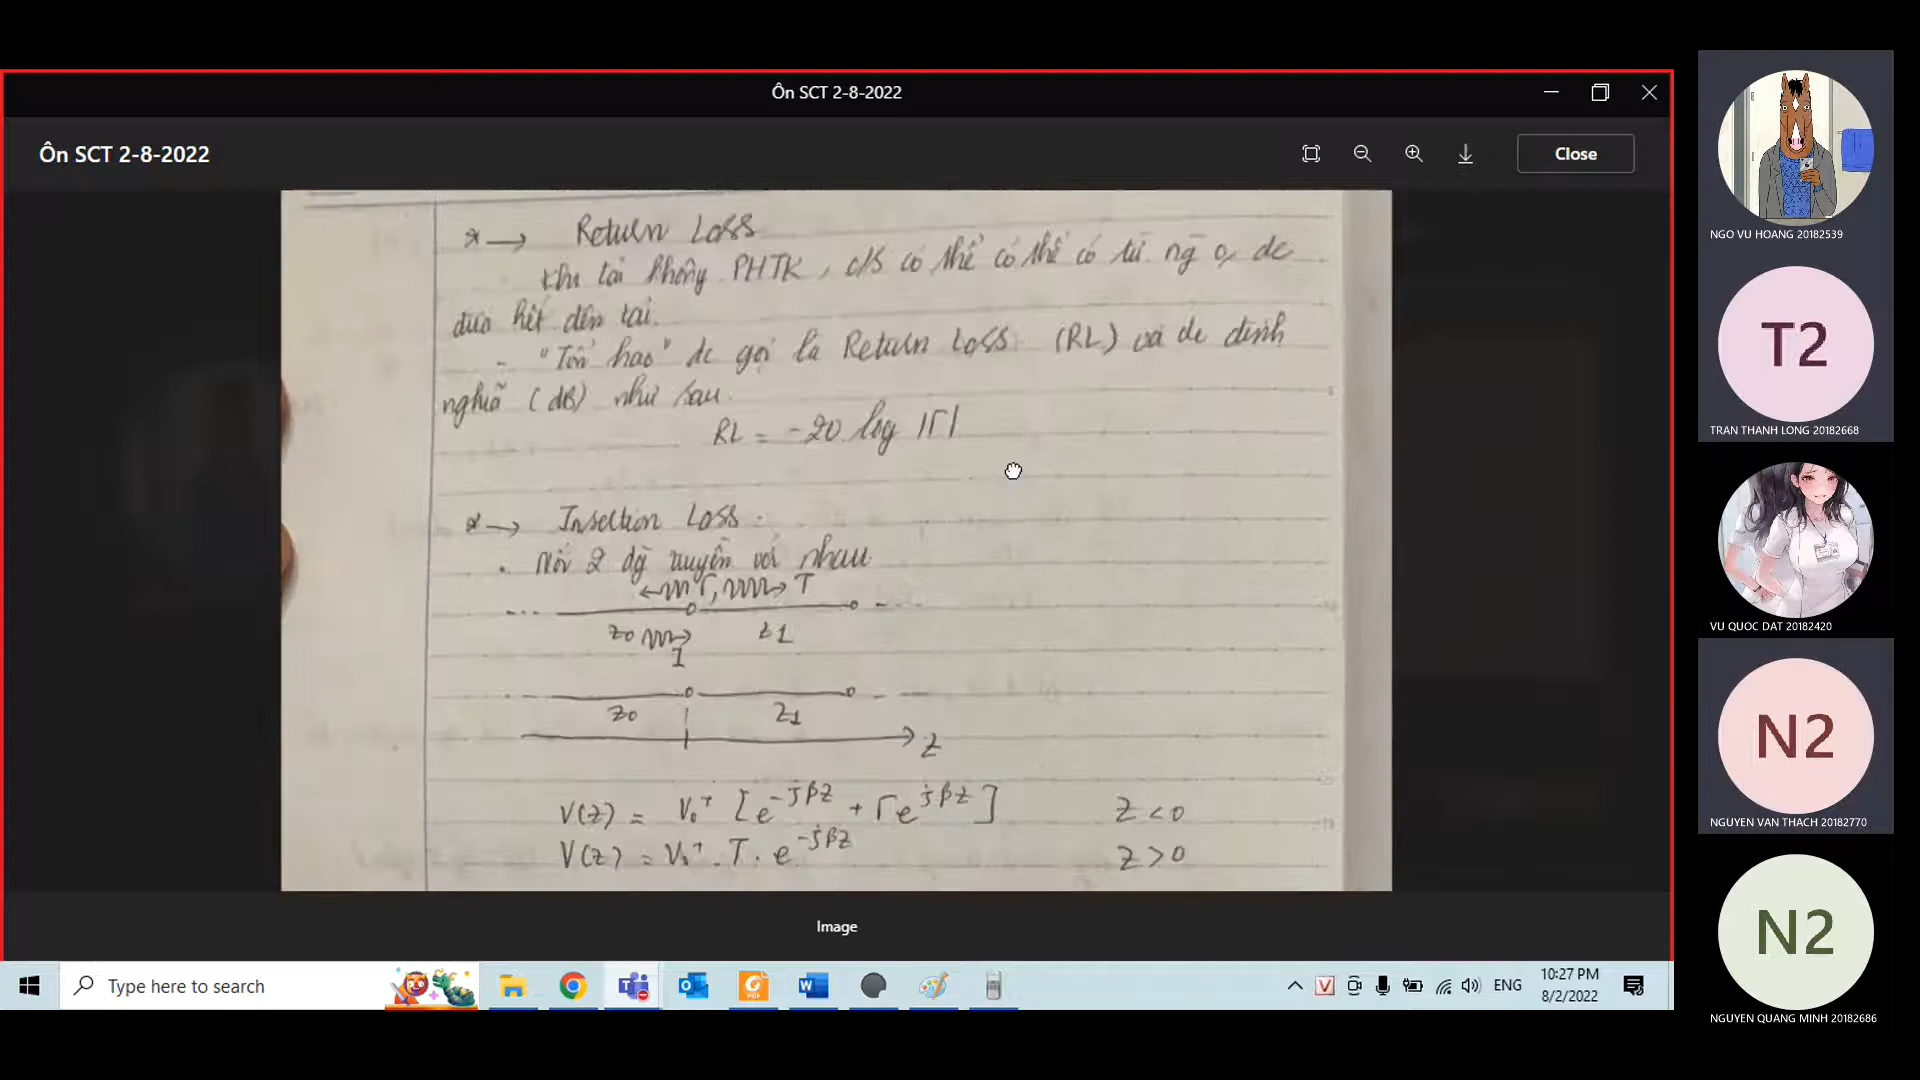 Ôn SCT 2-8-2022
Ôn SCT 2-8-2022
Close
* → Return Loss
Khi tải không PHTK, c/s có thể có thể có từ ng o, dc
đưa hết đến tải.
- "Tổn hao" dc gọi là Return Loss (RL) và dc định
nghĩa (dB) như sau.
RL = -20 log |Γ|
* → Insertion Loss.
. Nối 2 dg truyền với nhau
Γ, T
Z0 Z1
I
Z0 Z1
Z
V(z) = V₀⁺ [e^-jβz + Γe^jβz] Z < 0
V(z) = V₀⁺. T. e^-jβz Z > 0
Image
Type here to search
ENG
10:27 PM
8/2/2022
NGO VU HOANG 20182539
T2
TRAN THANH LONG 20182668
VU QUOC DAT 20182420
N2
NGUYEN VAN THACH 20182770
N2
NGUYEN QUANG MINH 20182686